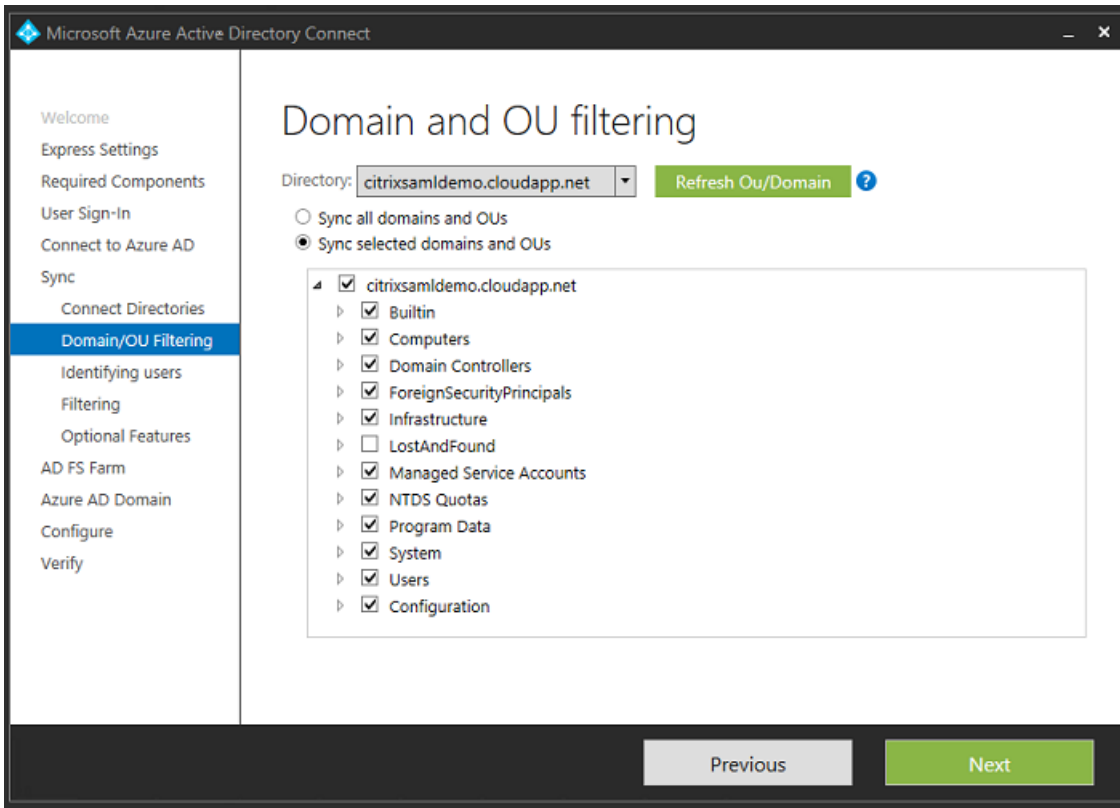 Microsoft Azure Active Directory Connect
Welcome
Express Settings
Required Components
User Sign-In
Connect to Azure AD
Sync
Connect Directories
Domain/OU Filtering
Identifying users
Filtering
Optional Features
AD FS Farm
Azure AD Domain
Configure
Verify
Domain and OU filtering
Directory: citrixsamldemo.cloudapp.net Refresh Ou/Domain ?
Sync all domains and OUs
Sync selected domains and OUs
citrixsamldemo.cloudapp.net
Builtin
Computers
Domain Controllers
ForeignSecurityPrincipals
Infrastructure
LostAndFound
Managed Service Accounts
NTDS Quotas
Program Data
System
Users
Configuration
Previous Next